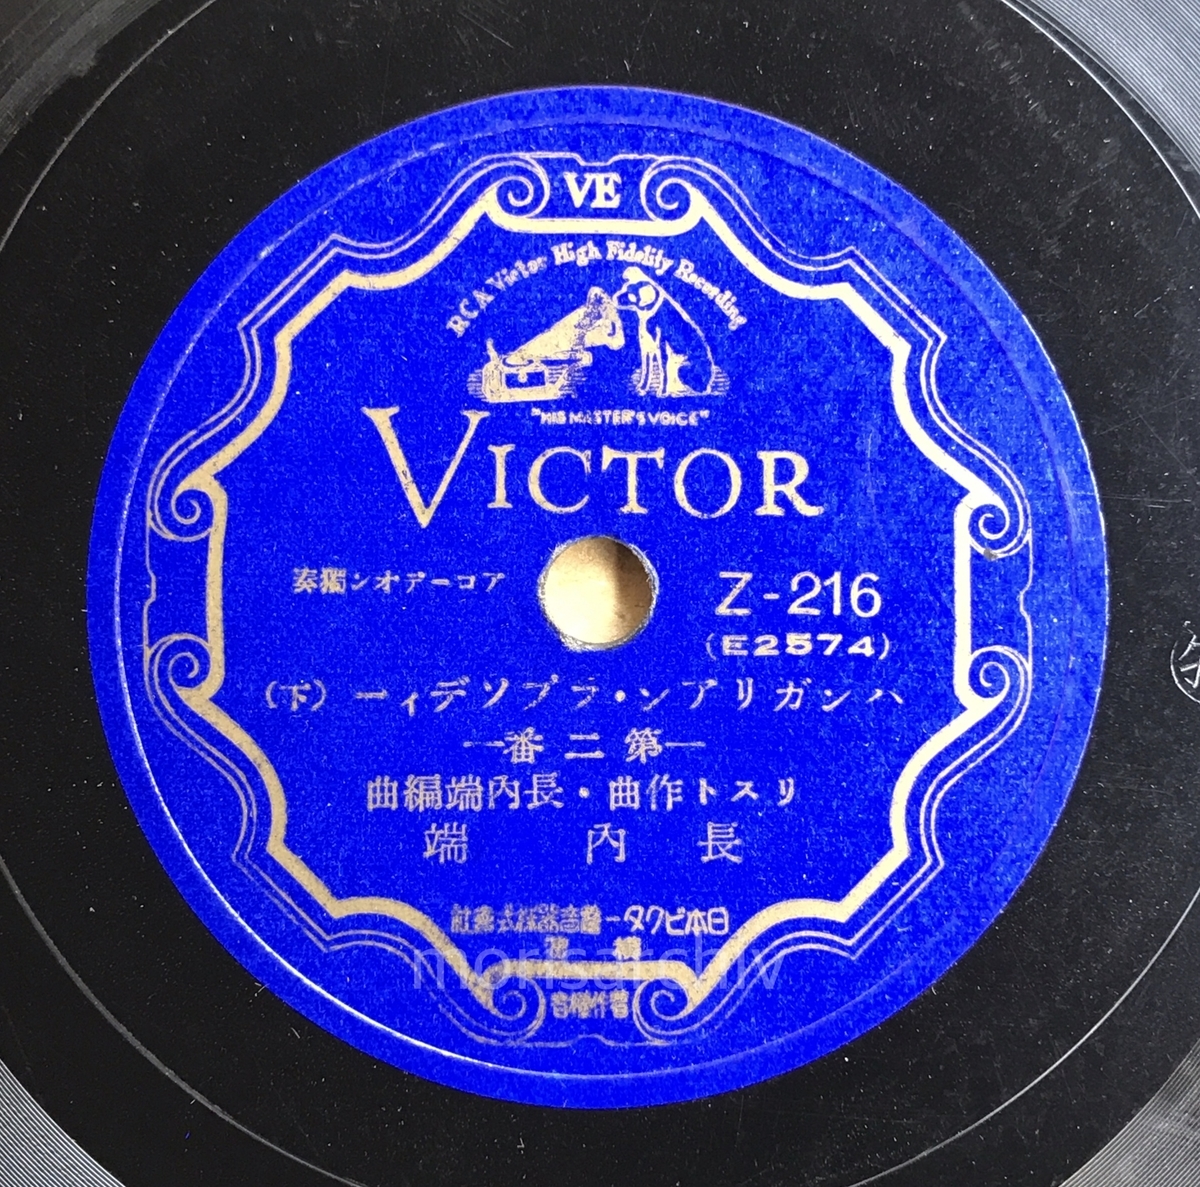 VE
RCA Victor High Fidelity Recording
"HIS MASTER'S VOICE"
VICTOR
アコーデオン獨奏
Z-216
(E2574)
ハンガリアン・ラプソディー(下)
—第二番—
リスト作曲・長内端編曲
長内端
日本ビクター蓄音器株式會社
morisarchiv